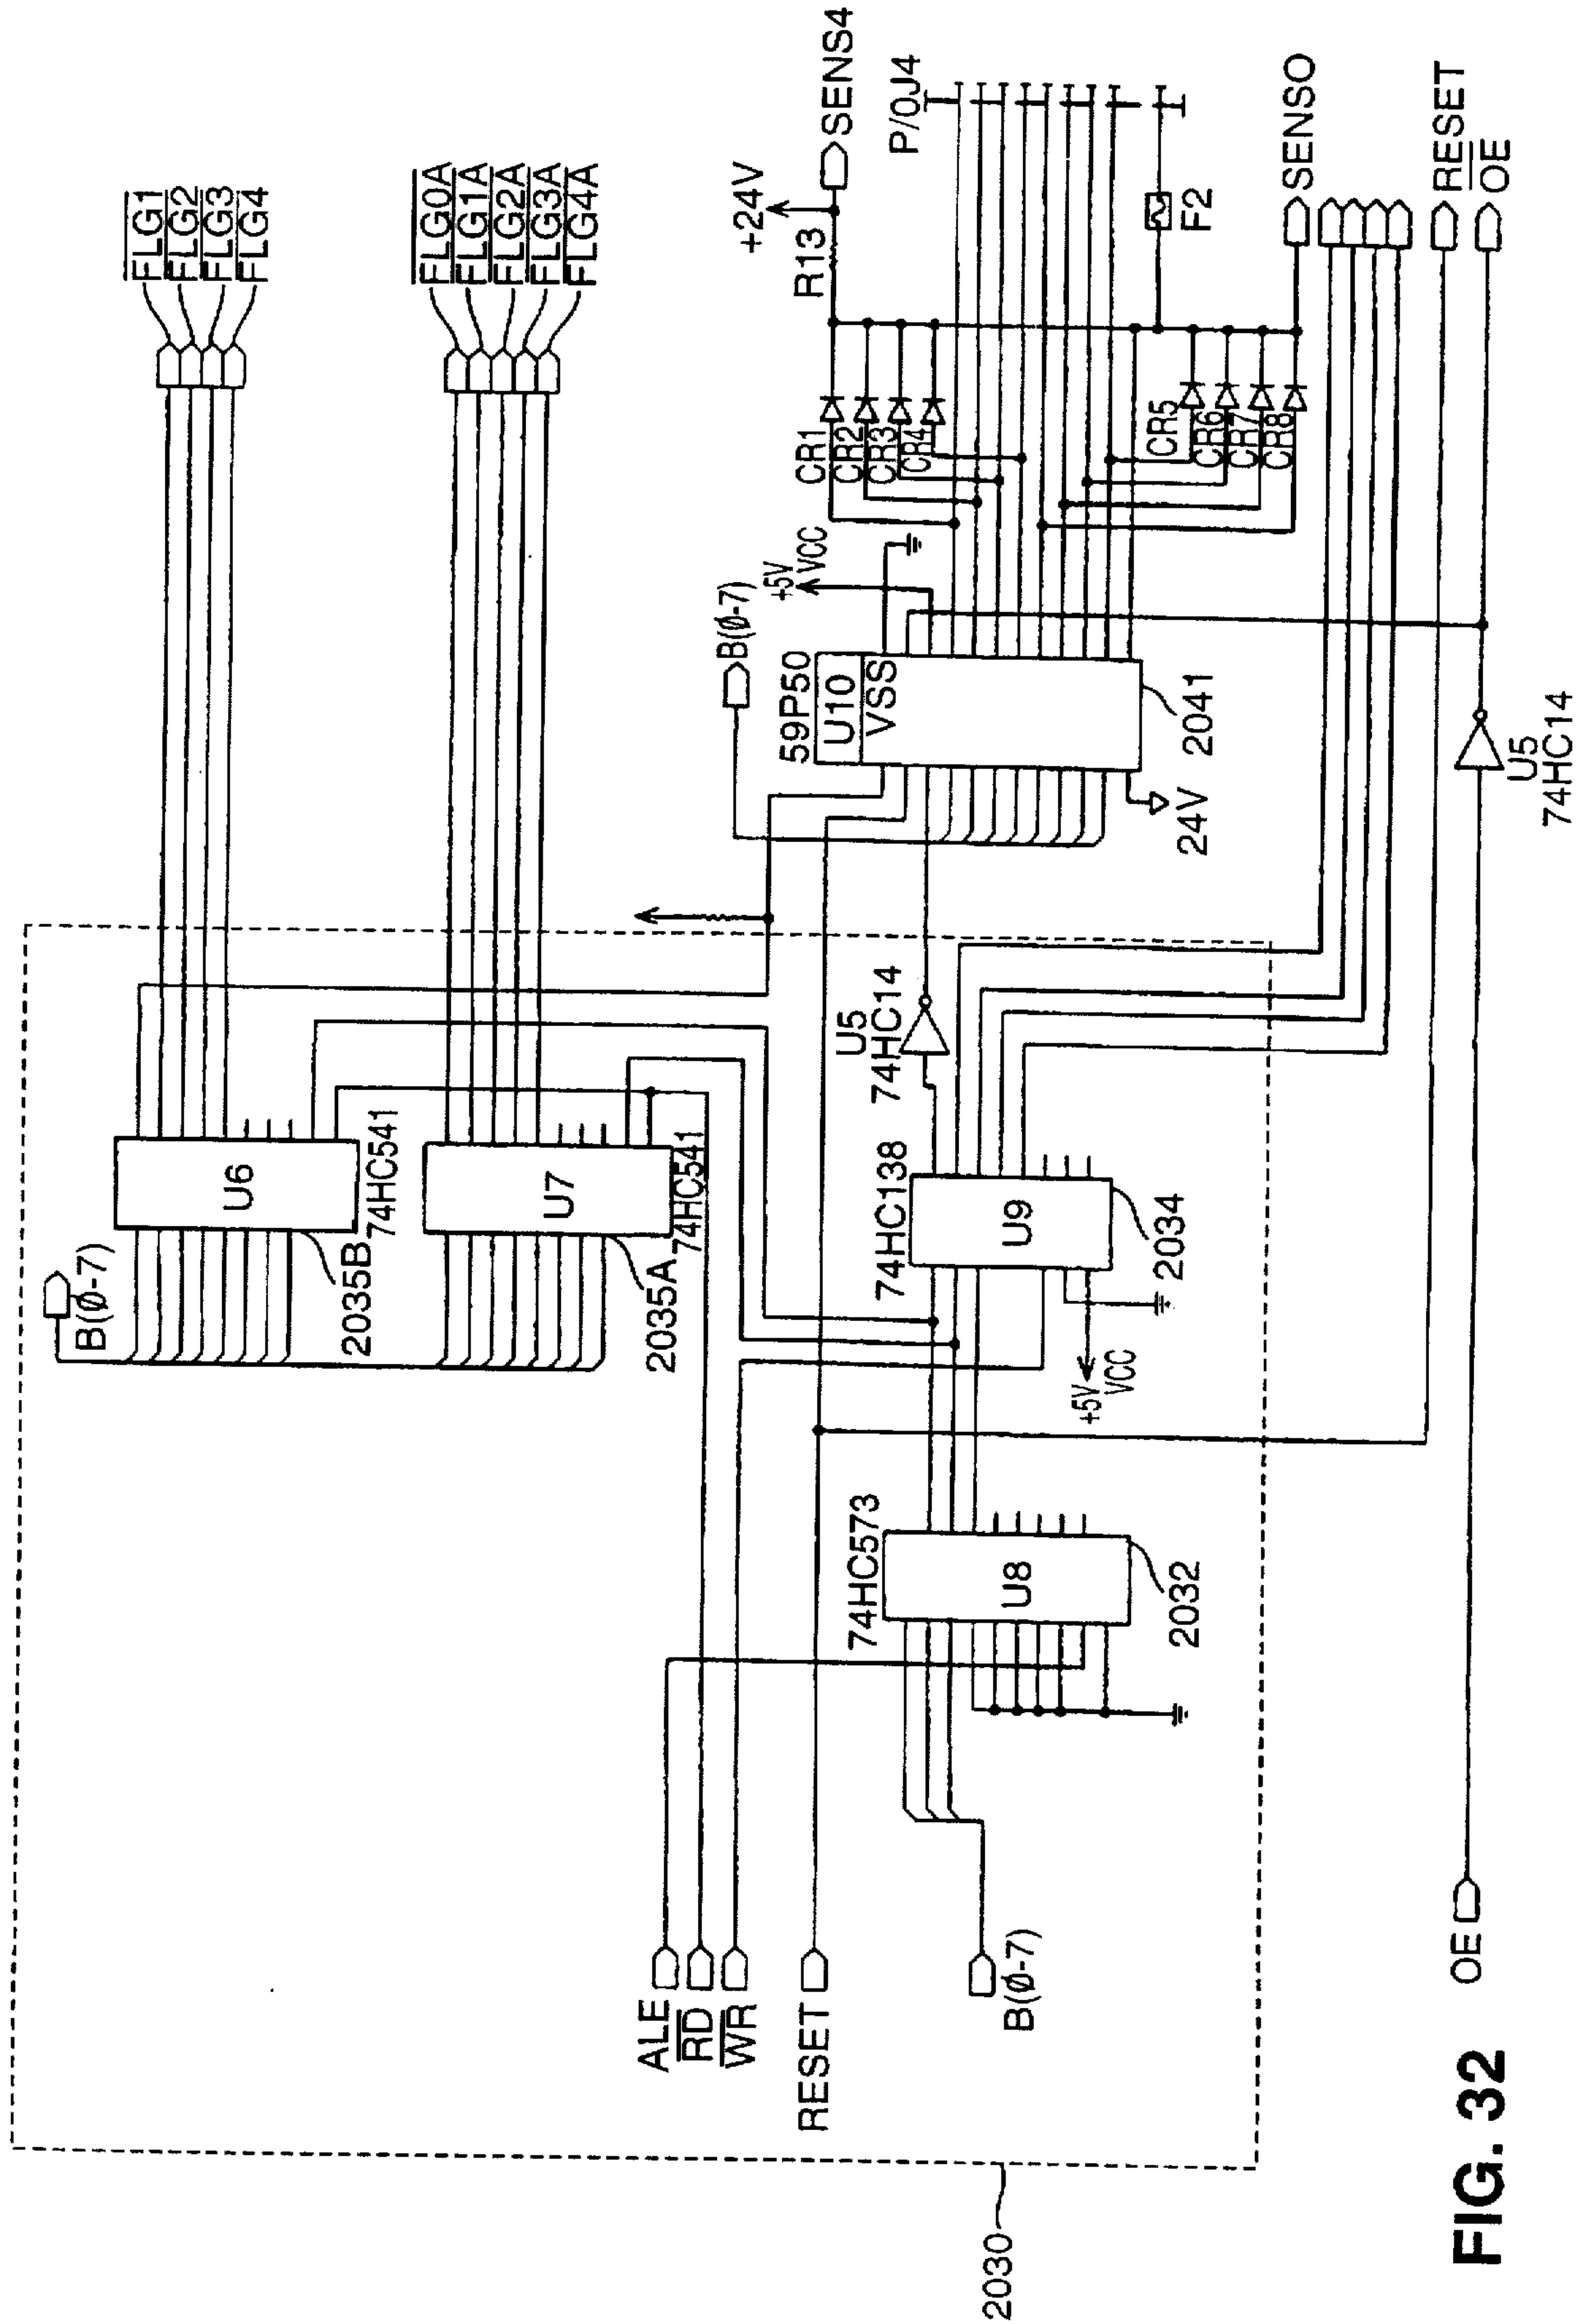 FLG1
FLG2
FLG3
FLG4
FLG0A
FLG1A
FLG2A
FLG3A
FLG4A
B(Ø-7)
U6
74HC541
2035B
U7
74HC541
2035A
+24V
SENS4
R13
P/OJ4
F2
SENSO
RESET
OE
CR1
CR2
CR3
CR4
CR5
CR6
CR7
CR8
B(Ø-7)
+5V
VCC
59P50
U10
VSS
2041
24V
U5
74HC14
U5
74HC14
74HC138
U9
2034
+5V
VCC
74HC573
U8
2032
ALE
RD
WR
RESET
B(Ø-7)
OE
2030
FIG. 32